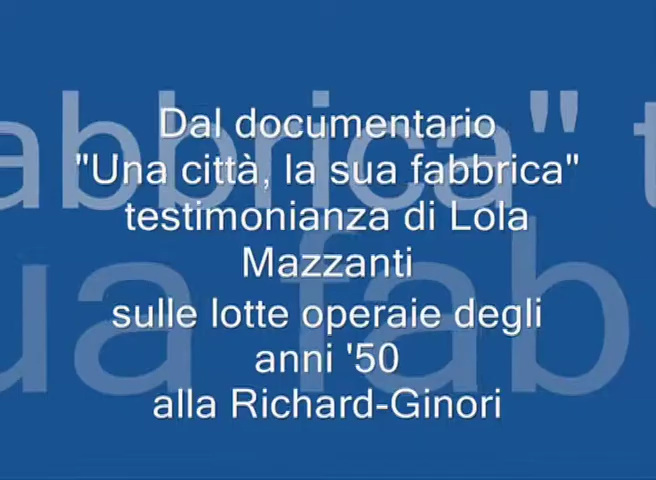 Dal documentario
"Una città, la sua fabbrica"
testimonianza di Lola
Mazzanti
sulle lotte operaie degli
anni '50
alla Richard-Ginori